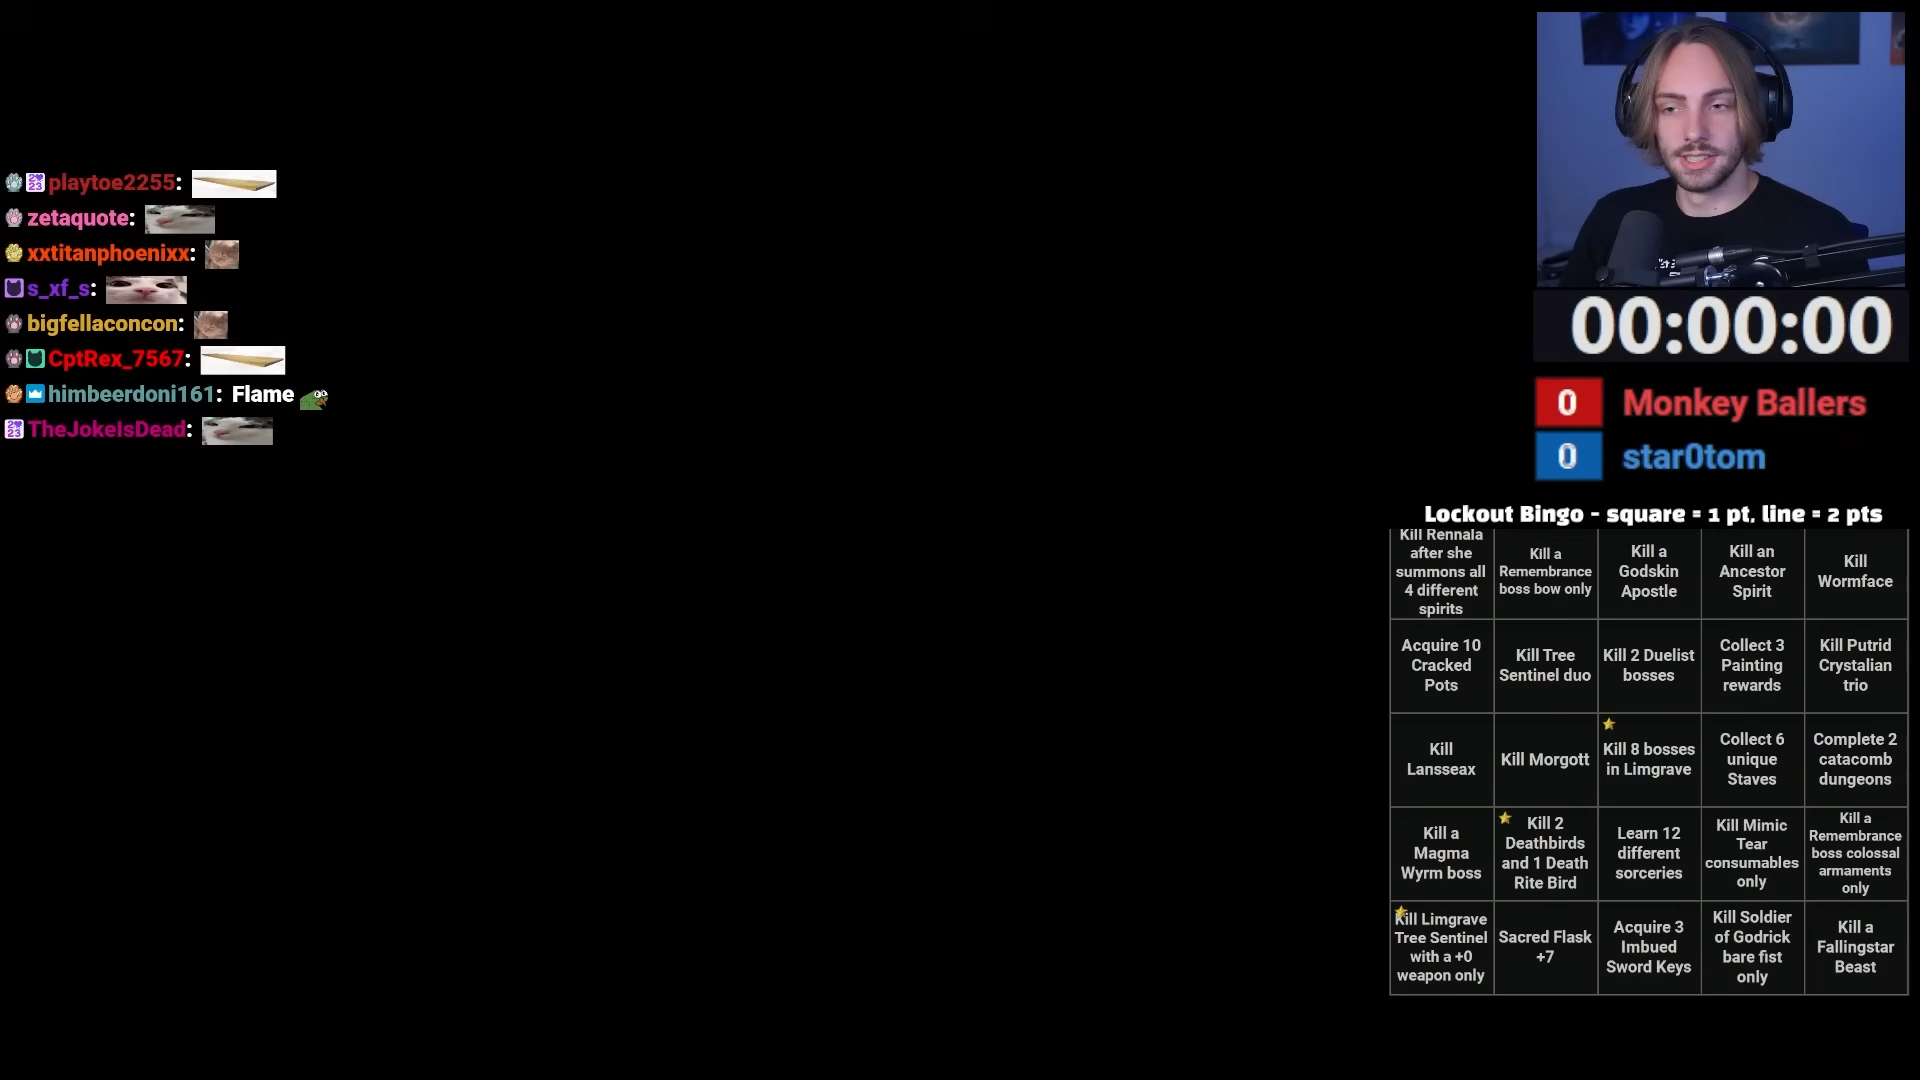 playtoe2255:
zetaquote:
xxtitanphoenixx:
s_xf_s:
bigfellaconcon:
CptRex_7567:
himbeerdoni161: Flame
TheJokeIsDead:
00:00:00
0 Monkey Ballers
0 star0tom
Lockout Bingo - square = 1 pt, line = 2 pts
Kill Rennala
after she
summons all
4 different
spirits
Kill a
Remembrance
boss bow only
Kill a
Godskin
Apostle
Kill an
Ancestor
Spirit
Kill
Wormface
Acquire 10
Cracked
Pots
Kill Tree
Sentinel duo
Kill 2 Duelist
bosses
Collect 3
Painting
rewards
Kill Putrid
Crystalian
trio
Kill
Lansseax
Kill Morgott
Kill 8 bosses
in Limgrave
Collect 6
unique
Staves
Complete 2
catacomb
dungeons
Kill a
Magma
Wyrm boss
Kill 2
Deathbirds
and 1 Death
Rite Bird
Learn 12
different
sorceries
Kill Mimic
Tear
consumables
only
Kill a
Remembrance
boss colossal
armaments
only
Kill Limgrave
Tree Sentinel
with a +0
weapon only
Sacred Flask
+7
Acquire 3
Imbued
Sword Keys
Kill Soldier
of Godrick
bare fist
only
Kill a
Fallingstar
Beast